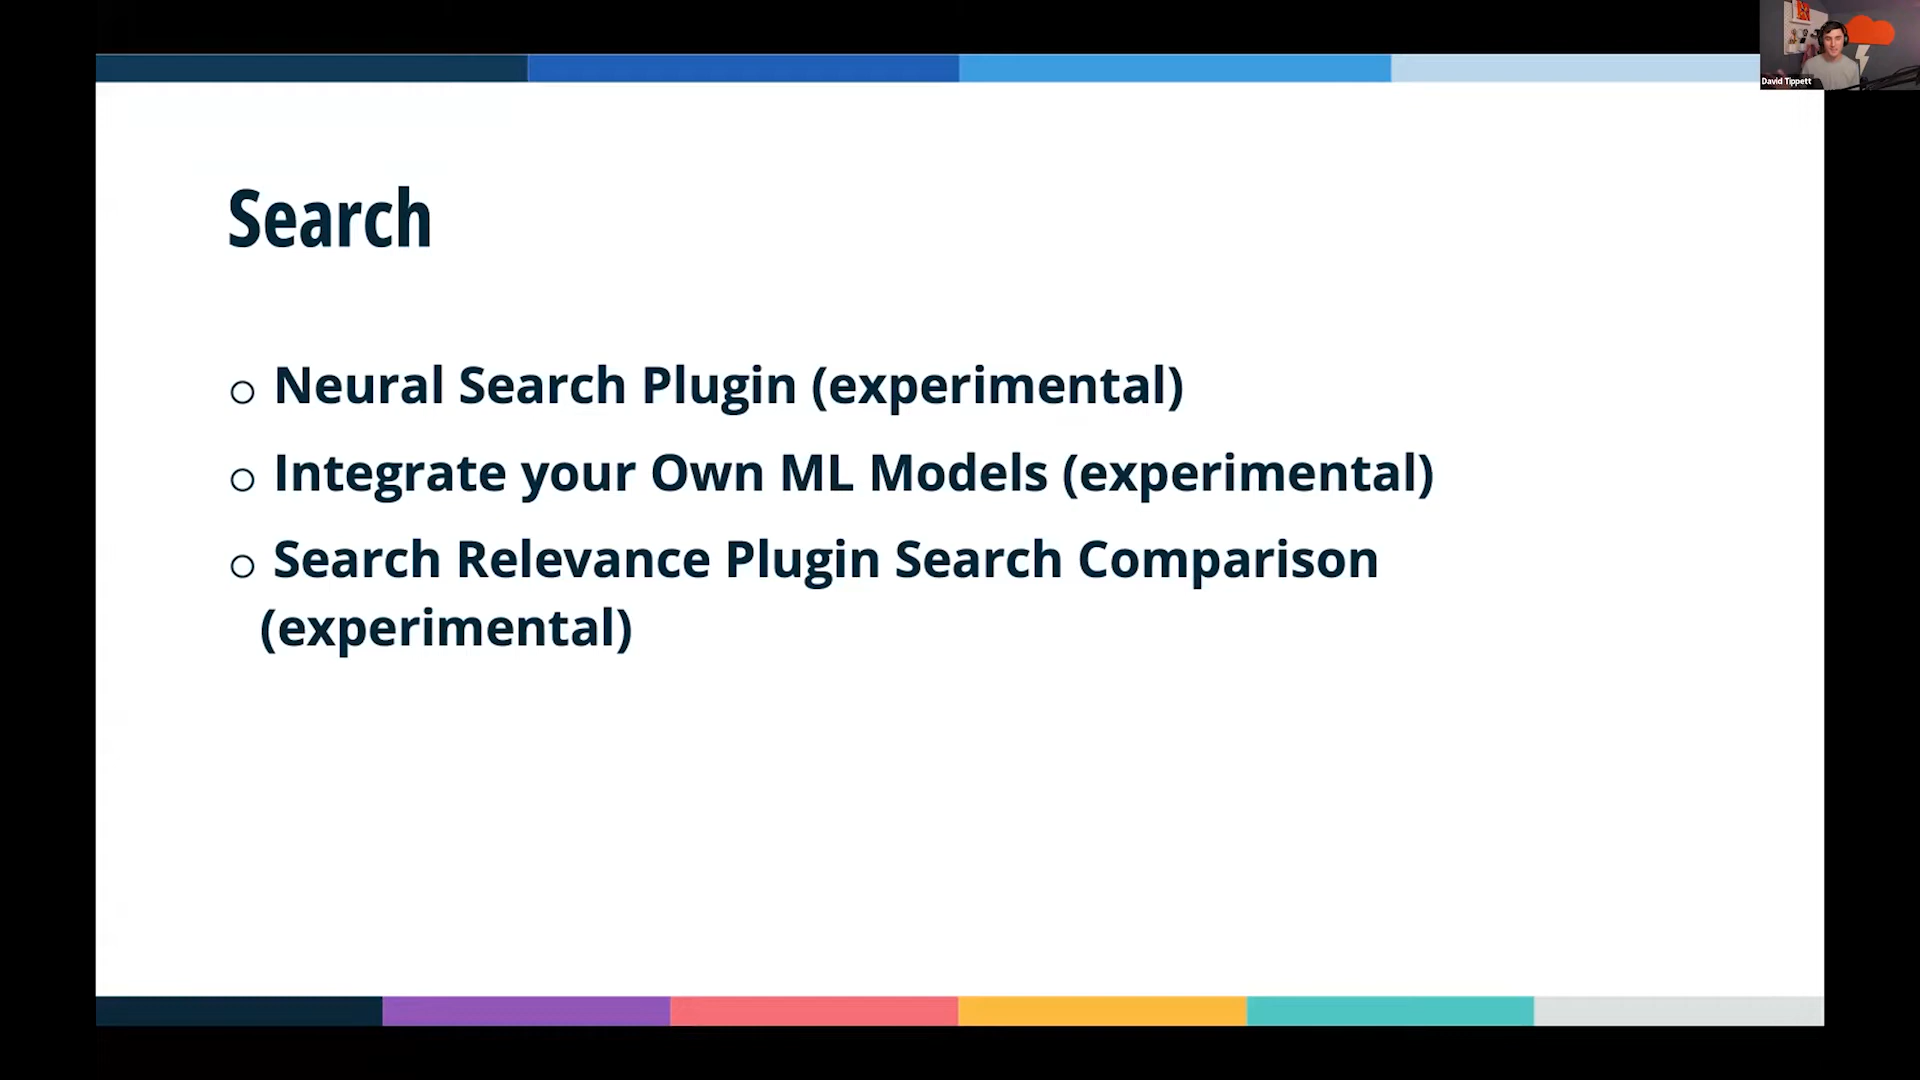 David Tippett
Search
Neural Search Plugin (experimental)
Integrate your Own ML Models (experimental)
Search Relevance Plugin Search Comparison
(experimental)